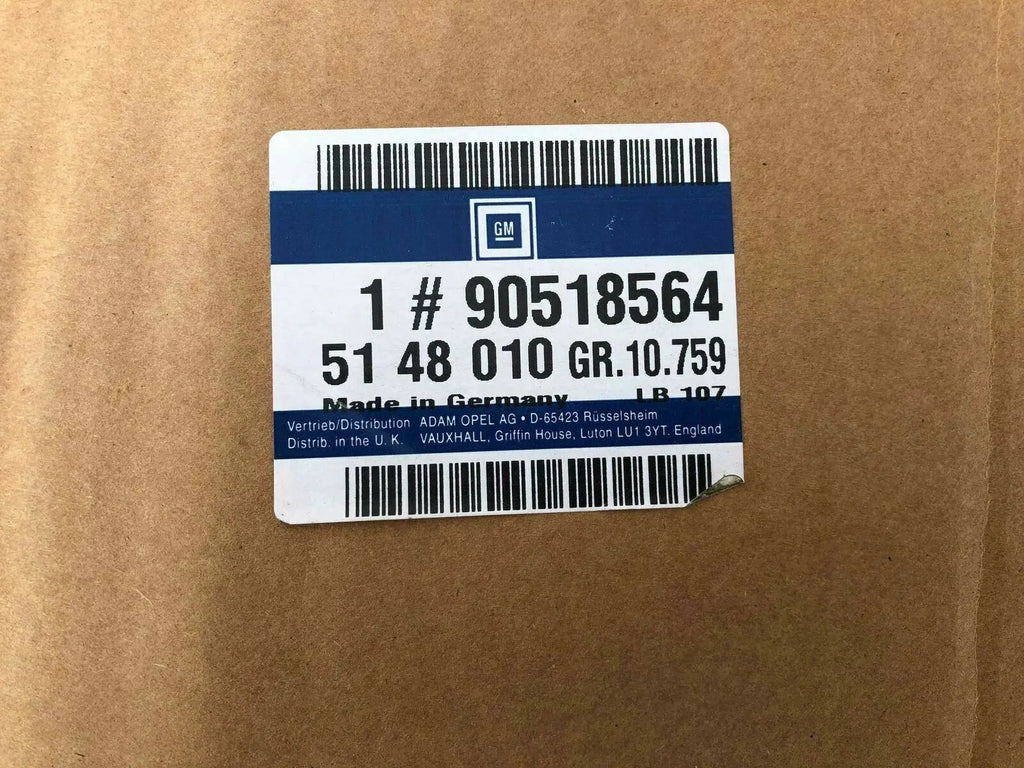 GM
1 # 90518564
51 48 010 GR.10.759
Made in Germany LB 107
Vertrieb/Distribution ADAM OPEL AG • D-65423 Rüsselsheim
Distrib. in the U. K. VAUXHALL, Griffin House, Luton LU1 3YT. England